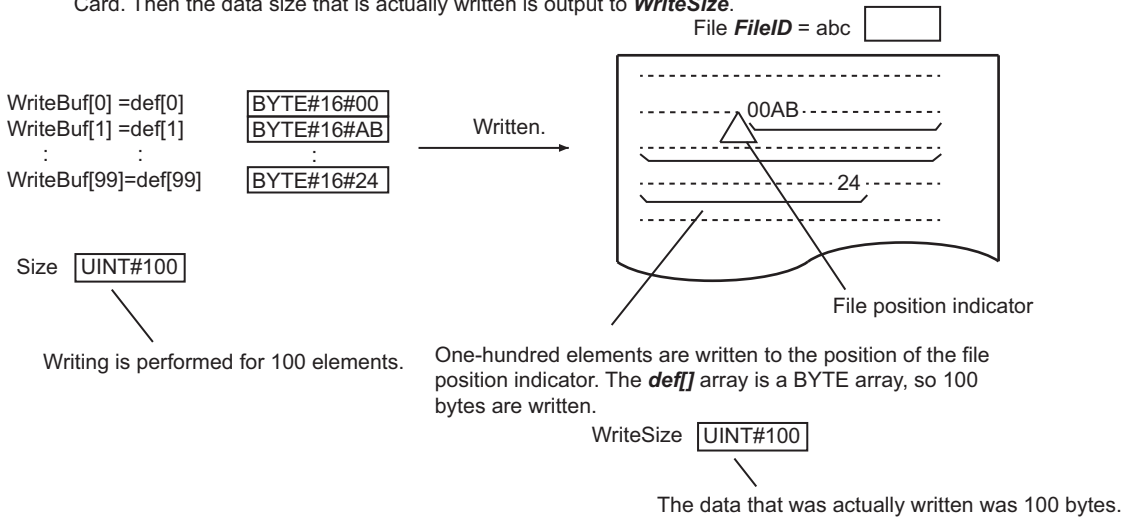 Card. Then the data size that is actually written is output to WriteSize.
File FileID = abc
WriteBuf[0] =def[0] BYTE#16#00
00AB
WriteBuf[1] =def[1] BYTE#16#AB
Written.
: : :
WriteBuf[99]=def[99] BYTE#16#24
24
Size UINT#100
File position indicator
Writing is performed for 100 elements.
One-hundred elements are written to the position of the file
position indicator. The def[] array is a BYTE array, so 100
bytes are written.
WriteSize UINT#100
The data that was actually written was 100 bytes.